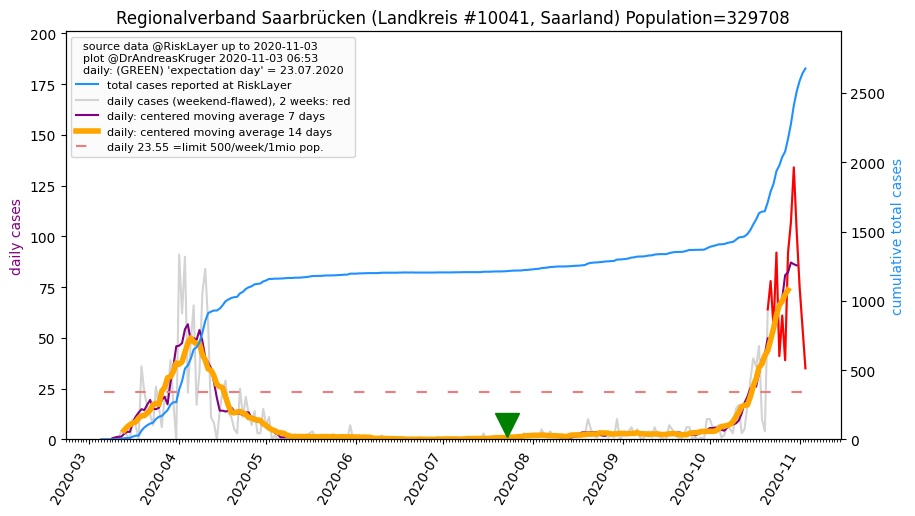 Regionalverband Saarbrücken (Landkreis #10041, Saarland) Population=329708
source data @RiskLayer up to 2020-11-03
plot @DrAndreasKruger 2020-11-03 06:53
daily: (GREEN) 'expectation day' = 23.07.2020
total cases reported at RiskLayer
daily cases (weekend-flawed), 2 weeks: red
daily: centered moving average 7 days
daily: centered moving average 14 days
daily 23.55 =limit 500/week/1mio pop.
daily cases
200
175
150
125
100
75
50
25
0
cumulative total cases
2500
2000
1500
1000
500
0
2020-03
2020-04
2020-05
2020-06
2020-07
2020-08
2020-09
2020-10
2020-11